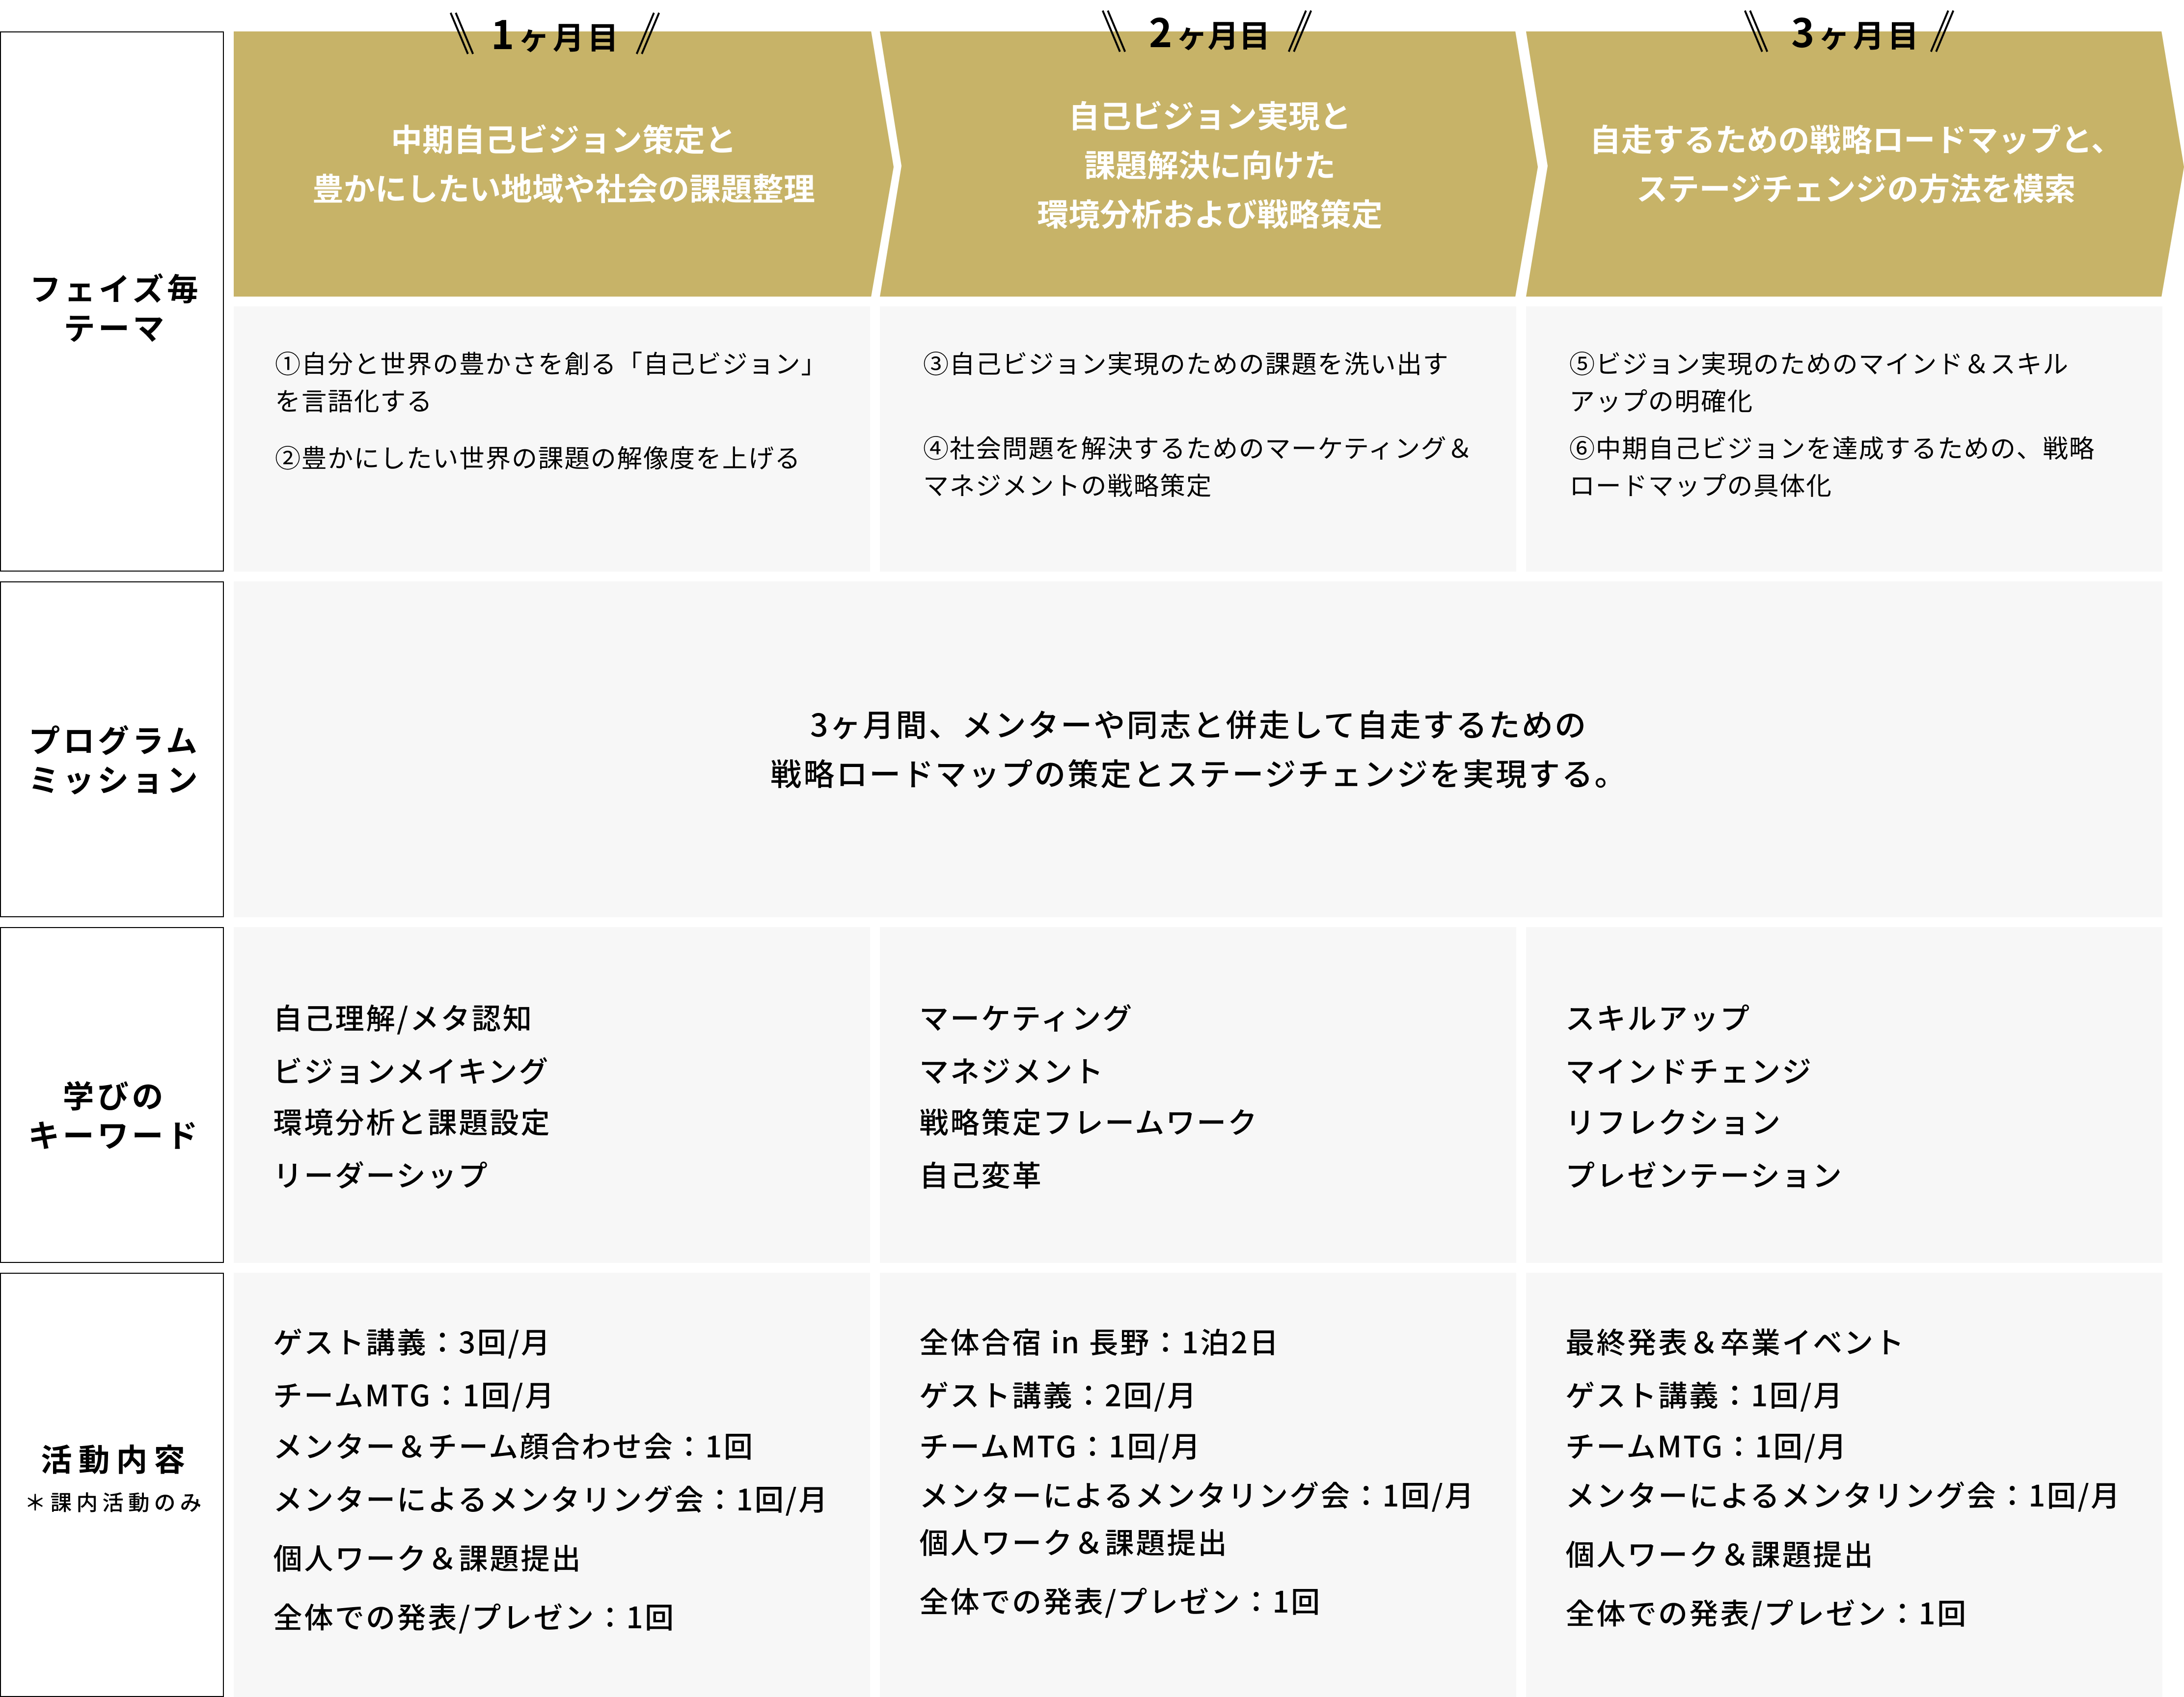 1ヶ月目
2ヶ月目
3ヶ月目
フェイズ毎
テーマ
中期自己ビジョン策定と
豊かにしたい地域や社会の課題整理
自己ビジョン実現と
課題解決に向けた
環境分析および戦略策定
自走するための戦略ロードマップと、
ステージチェンジの方法を模索
①自分と世界の豊かさを創る「自己ビジョン」
を言語化する
②豊かにしたい世界の課題の解像度を上げる
③自己ビジョン実現のための課題を洗い出す
④社会問題を解決するためのマーケティング＆
マネジメントの戦略策定
⑤ビジョン実現のためのマインド＆スキル
アップの明確化
⑥中期自己ビジョンを達成するための、戦略
ロードマップの具体化
プログラム
ミッション
3ヶ月間、メンターや同志と併走して自走するための
戦略ロードマップの策定とステージチェンジを実現する。
学びの
キーワード
自己理解/メタ認知
ビジョンメイキング
環境分析と課題設定
リーダーシップ
マーケティング
マネジメント
戦略策定フレームワーク
自己変革
スキルアップ
マインドチェンジ
リフレクション
プレゼンテーション
活動内容
＊課内活動のみ
ゲスト講義：3回/月
チームMTG：1回/月
メンター＆チーム顔合わせ会：1回
メンターによるメンタリング会：1回/月
個人ワーク＆課題提出
全体での発表/プレゼン：1回
全体合宿 in 長野：1泊2日
ゲスト講義：2回/月
チームMTG：1回/月
メンターによるメンタリング会：1回/月
個人ワーク＆課題提出
全体での発表/プレゼン：1回
最終発表＆卒業イベント
ゲスト講義：1回/月
チームMTG：1回/月
メンターによるメンタリング会：1回/月
個人ワーク＆課題提出
全体での発表/プレゼン：1回